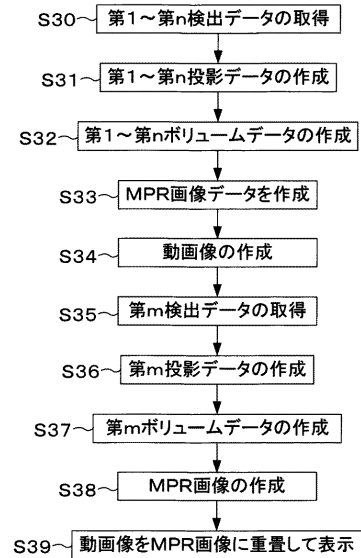 S30 第1～第n検出データの取得
S31 第1～第n投影データの作成
S32 第1～第nボリュームデータの作成
S33 MPR画像データを作成
S34 動画像の作成
S35 第m検出データの取得
S36 第m投影データの作成
S37 第mボリュームデータの作成
S38 MPR画像の作成
S39 動画像をMPR画像に重畳して表示